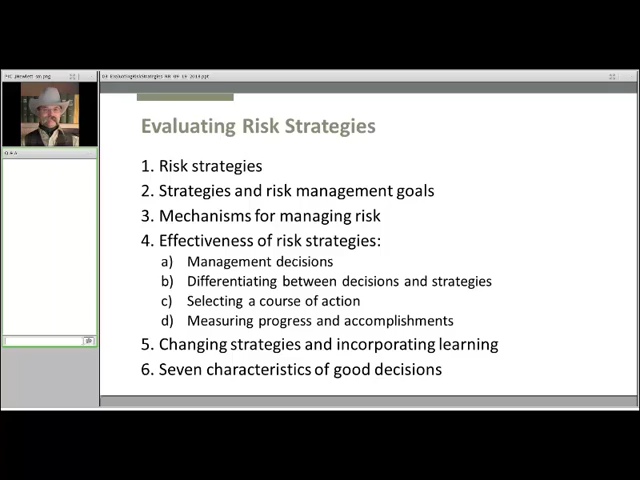 Evaluating Risk Strategies
1. Risk strategies
2. Strategies and risk management goals
3. Mechanisms for managing risk
4. Effectiveness of risk strategies:
a) Management decisions
b) Differentiating between decisions and strategies
c) Selecting a course of action
d) Measuring progress and accomplishments
5. Changing strategies and incorporating learning
6. Seven characteristics of good decisions